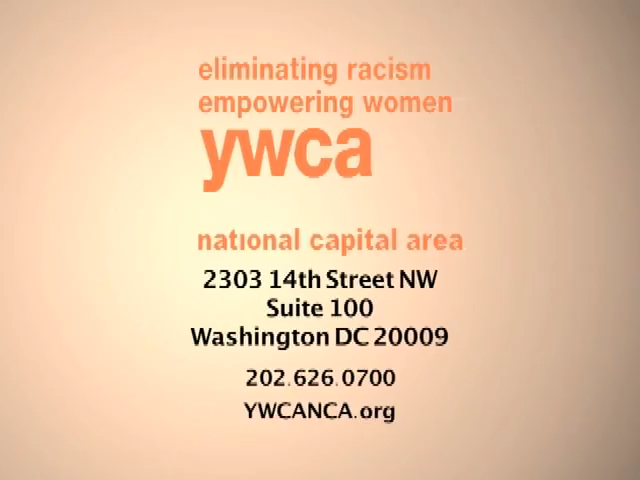 eliminating racism
empowering women
ywca
national capital area
2303 14th Street NW
Suite 100
Washington DC 20009
202.626.0700
YWCANCA.org